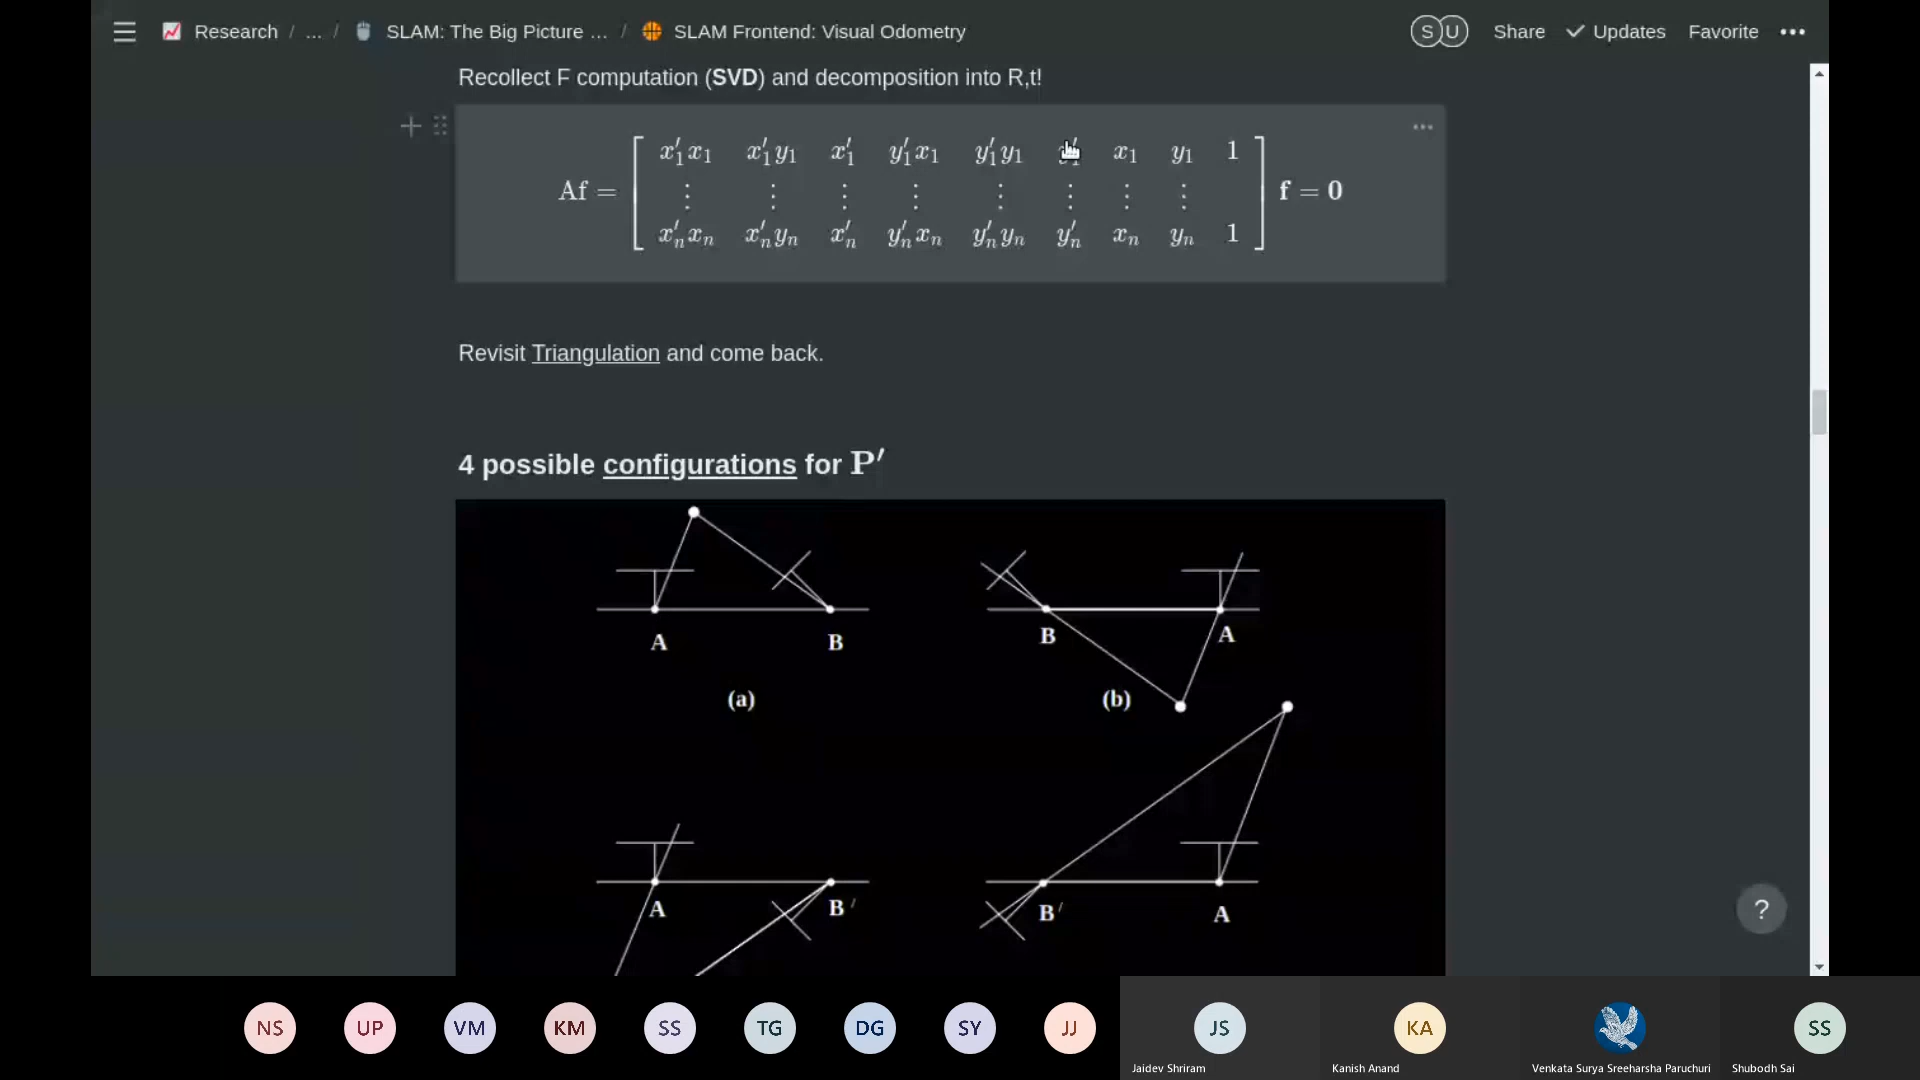 Research / ... / SLAM: The Big Picture ... / SLAM Frontend: Visual Odometry
S U Share Updates Favorite •••
Recollect F computation (SVD) and decomposition into R,t!
x′₁x₁ x′₁y₁ x′₁ y′₁x₁ y′₁y₁ x₁ y₁ 1
Af = [ ⋮ ⋮ ⋮ ⋮ ⋮ ⋮ ⋮ ⋮ ] f = 0
x′ₙxₙ x′ₙyₙ x′ₙ y′ₙxₙ y′ₙyₙ y′ₙ xₙ yₙ 1
Revisit Triangulation and come back.
4 possible configurations for P′
A B
B A
(a) (b)
A B ′
B ′ A
?
NS UP VM KM SS TG DG SY JJ JS KA SS
Jaidev Shriram Kanish Anand Venkata Surya Sreeharsha Paruchuri Shubodh Sai